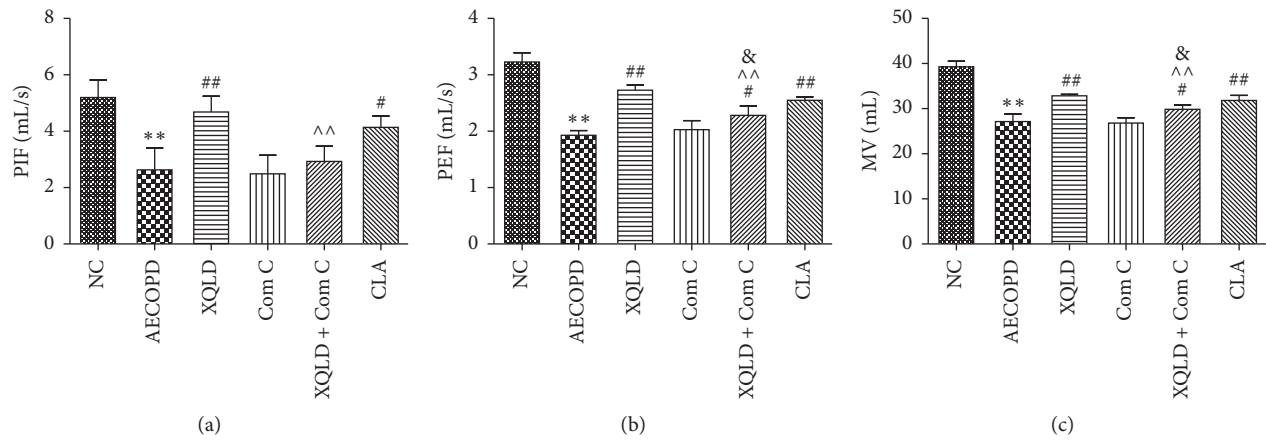 PIF (mL/s)
8
6
4
2
0
**
##
^^
#
NC
AECOPD
XQLD
Com C
XQLD + Com C
CLA
(a)
PEF (mL/s)
4
3
2
1
0
**
##
&
^^
#
##
NC
AECOPD
XQLD
Com C
XQLD + Com C
CLA
(b)
MV (mL)
50
40
30
20
10
0
**
##
&
^^
#
##
NC
AECOPD
XQLD
Com C
XQLD + Com C
CLA
(c)